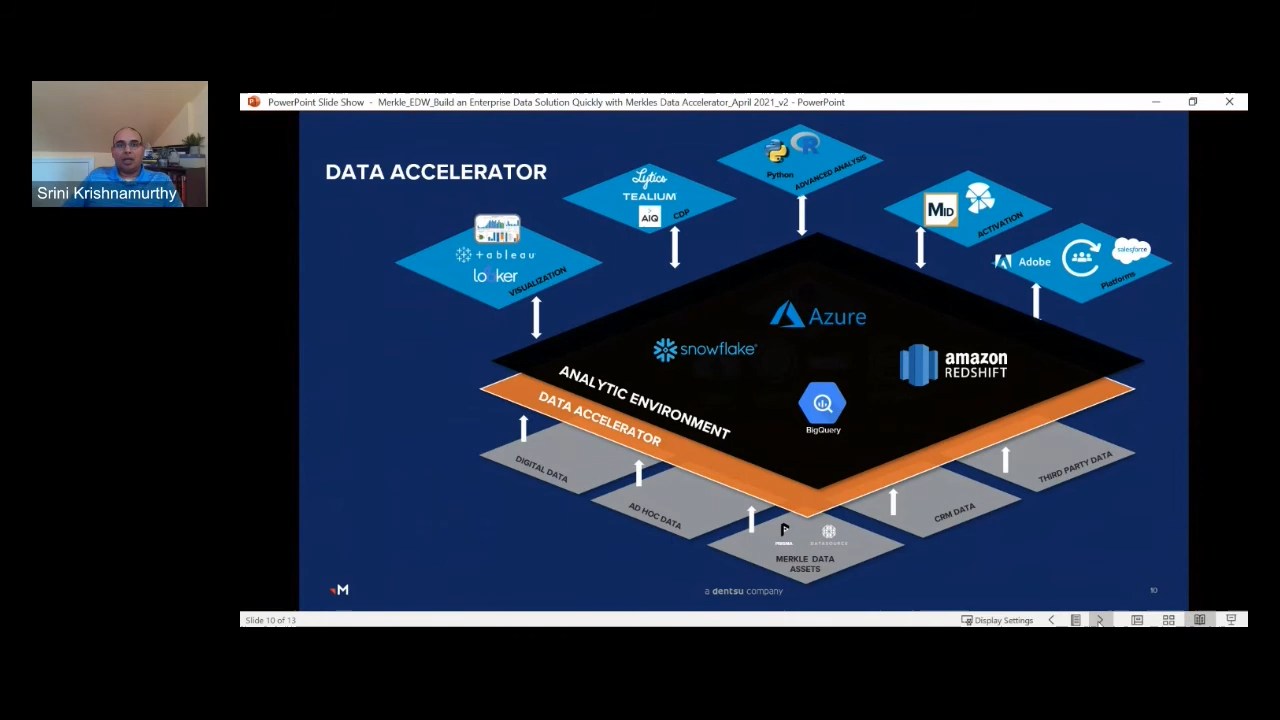 PowerPoint Slide Show - Merkle_EDW_Build an Enterprise Data Solution Quickly with Merkles Data Accelerator_April 2021_v2 - PowerPoint
Srini Krishnamurthy
DATA ACCELERATOR
Python
R
ADVANCED ANALYSIS
Lytics
TEALIUM
AIQ
CDP
MID
ACTIVATION
+ a b l e a u
looker
VISUALIZATION
Adobe
salesforce
Platforms
Azure
snowflake
amazon
REDSHIFT
BigQuery
ANALYTIC ENVIRONMENT
DATA ACCELERATOR
DIGITAL DATA
AD HOC DATA
MERKLE DATA
ASSETS
CRM DATA
THIRD PARTY DATA
M
a dentsu company
10
Slide 10 of 13
Display Settings